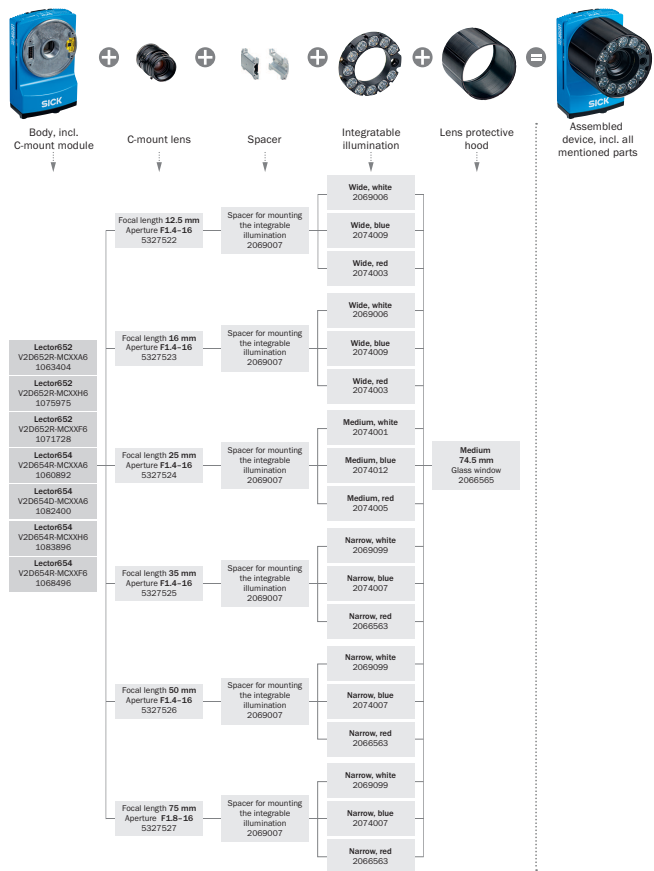 SICK
SICK
Body, incl.
C-mount module
C-mount lens
Spacer
Integratable
illumination
Lens protective
hood
Assembled
device, incl. all
mentioned parts
Lector652
V2D652R-MCXXA6
1063404
Lector652
V2D652R-MCXXH6
1075975
Lector652
V2D652R-MCXXF6
1071728
Lector654
V2D654R-MCXXA6
1060892
Lector654
V2D654D-MCXXA6
1082400
Lector654
V2D654R-MCXXH6
1083896
Lector654
V2D654R-MCXXF6
1068496
Focal length 12.5 mm
Aperture F1.4–16
5327522
Spacer for mounting
the integrable
illumination
2069007
Wide, white
2069006
Wide, blue
2074009
Wide, red
2074003
Focal length 16 mm
Aperture F1.4–16
5327523
Spacer for mounting
the integrable
illumination
2069007
Wide, white
2069006
Wide, blue
2074009
Wide, red
2074003
Focal length 25 mm
Aperture F1.4–16
5327524
Spacer for mounting
the integrable
illumination
2069007
Medium, white
2074001
Medium, blue
2074012
Medium, red
2074005
Focal length 35 mm
Aperture F1.4–16
5327525
Spacer for mounting
the integrable
illumination
2069007
Narrow, white
2069099
Narrow, blue
2074007
Narrow, red
2066563
Focal length 50 mm
Aperture F1.4–16
5327526
Spacer for mounting
the integrable
illumination
2069007
Narrow, white
2069099
Narrow, blue
2074007
Narrow, red
2066563
Focal length 75 mm
Aperture F1.8–16
5327527
Spacer for mounting
the integrable
illumination
2069007
Narrow, white
2069099
Narrow, blue
2074007
Narrow, red
2066563
Medium
74.5 mm
Glass window
2066565